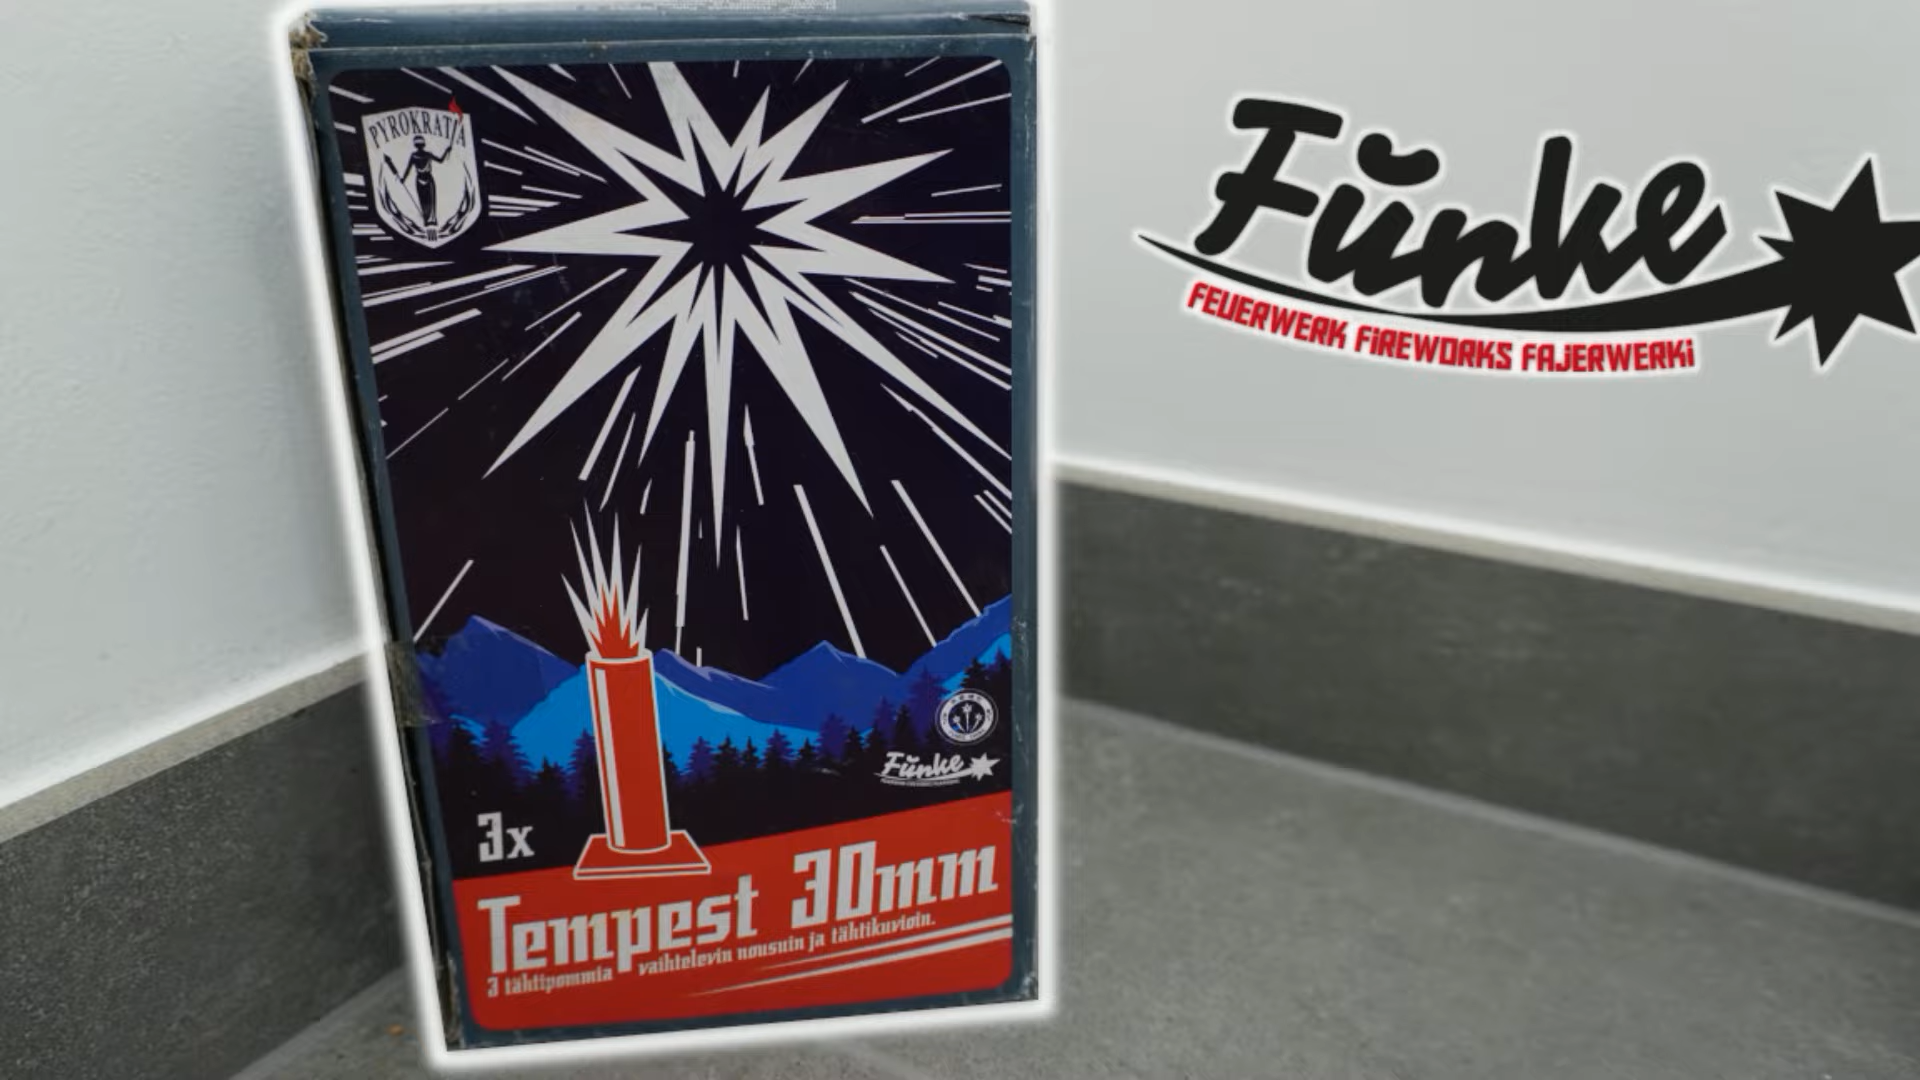 PYROKRATIA
Fünke
FEUERWERK FiREWORKS FAJERWERKi
Fünke
3x
Tempest 30mm
3 tähtipommia vaihtelevin nousuin ja tähtikuvioin.